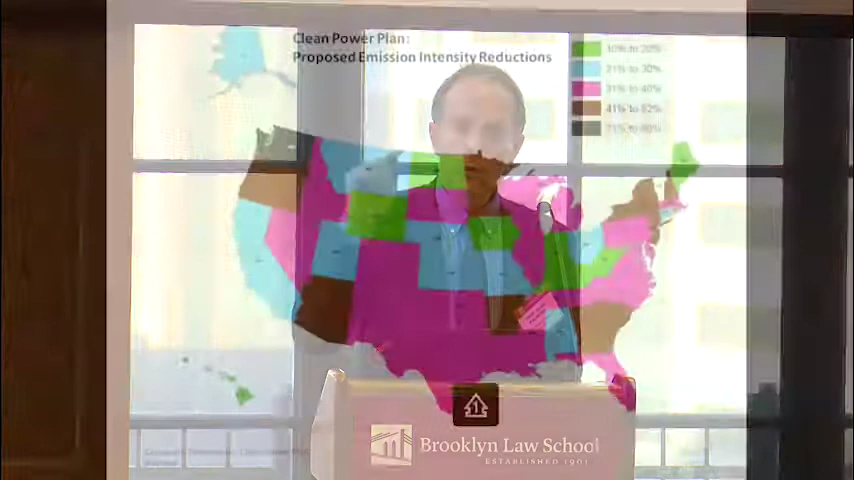 Clean Power Plan:
Proposed Emission Intensity Reductions
10% to 20%
21% to 30%
31% to 40%
41% to 52%
1
Brooklyn Law School
ESTABLISHED 1901